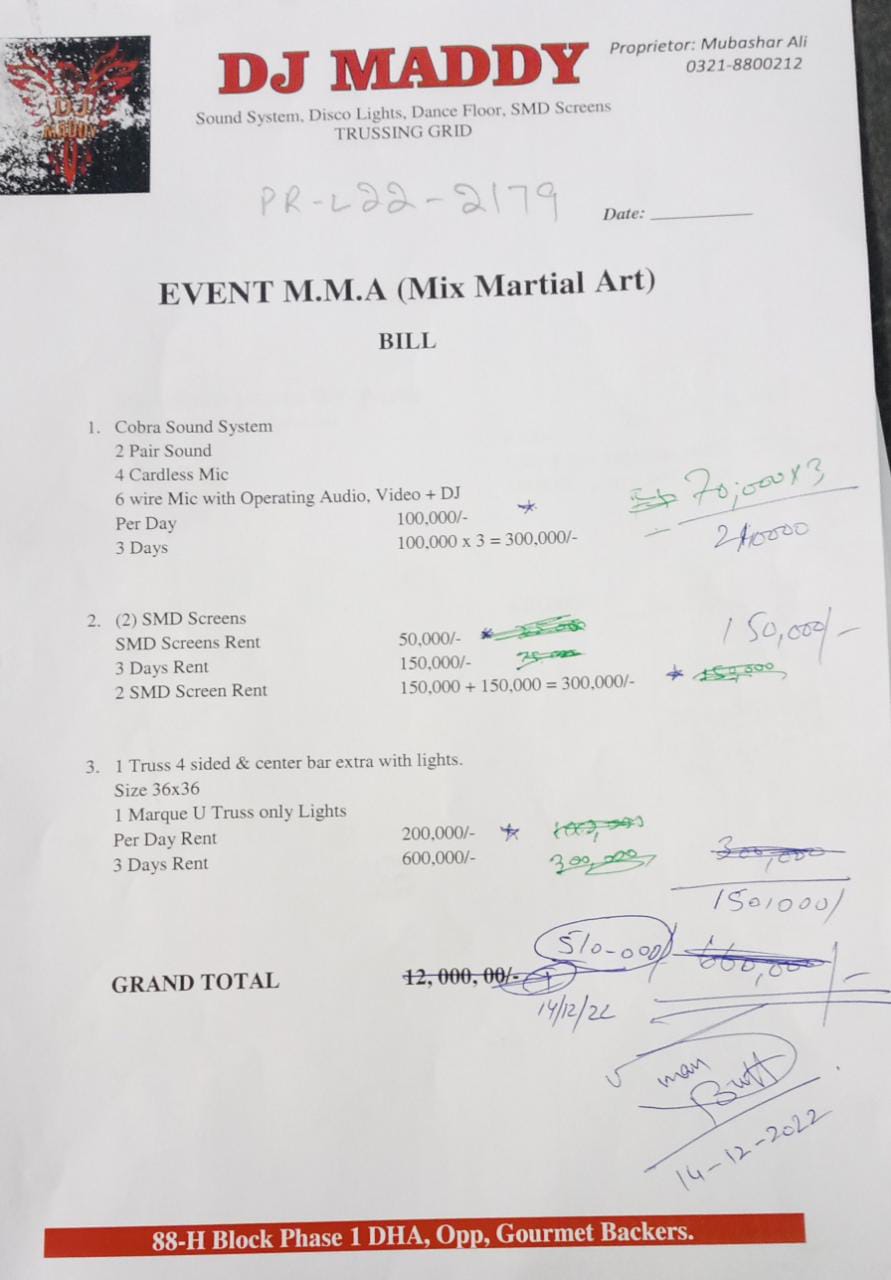 DJ MADDY
DJ MADDY
Proprietor: Mubashar Ali
0321-8800212
Sound System, Disco Lights, Dance Floor, SMD Screens
TRUSSING GRID
PR-L22-2179
Date:
EVENT M.M.A (Mix Martial Art)
BILL
1. Cobra Sound System
2 Pair Sound
4 Cardless Mic
6 wire Mic with Operating Audio, Video + DJ
70,000x3
Per Day 100,000/-
210000
3 Days 100,000 x 3 = 300,000/-
2. (2) SMD Screens
SMD Screens Rent 50,000/-
150,000/-
3 Days Rent 150,000/-
2 SMD Screen Rent 150,000 + 150,000 = 300,000/- 150,000
3. 1 Truss 4 sided & center bar extra with lights.
Size 36x36
1 Marque U Truss only Lights
Per Day Rent 200,000/-
3 Days Rent 600,000/- 300,000 300,000
150,000/
510-000/ 660,000/-
GRAND TOTAL 12,000,00/-
14/12/22
man
Butt
14-12-2022
88-H Block Phase 1 DHA, Opp, Gourmet Backers.